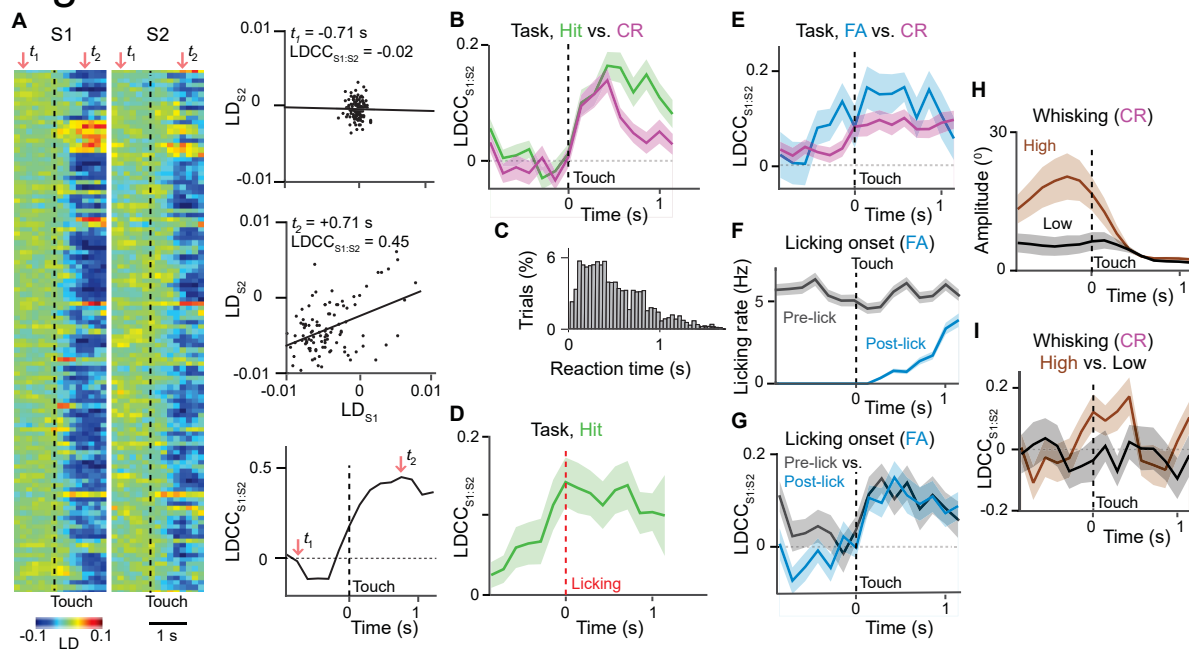 A
S1
S2
t1
t2
t1
t2
Touch
Touch
-0.1
0.1
LD
1 s
0.01
t1 = -0.71 s
LDCCS1:S2 = -0.02
LDS2
0
-0.01
0.01
t2 = +0.71 s
LDCCS1:S2 = 0.45
LDS2
0
-0.01
-0.01
0
0.01
LDS1
0.5
t2
LDCCS1:S2
t1
0
Touch
0
1
Time (s)
B
Task, Hit vs. CR
0.2
LDCCS1:S2
0
Touch
0
1
Time (s)
C
6
Trials (%)
0
0
1
Reaction time (s)
D
Task, Hit
0.2
LDCCS1:S2
0
Licking
0
1
Time (s)
E
Task, FA vs. CR
0.2
LDCCS1:S2
0
Touch
0
1
Time (s)
F
Licking onset (FA)
Touch
Licking rate (Hz)
5
Pre-lick
Post-lick
0
0
1
Time (s)
G
Licking onset (FA)
0.2
Pre-lick vs.
Post-lick
LDCCS1:S2
0
Touch
0
1
Time (s)
H
Whisking (CR)
30
High
Amplitude (0)
Low
Touch
0
0
1
Time (s)
I
Whisking (CR)
High vs. Low
0.2
LDCCS1:S2
0
Touch
-0.2
0
1
Time (s)